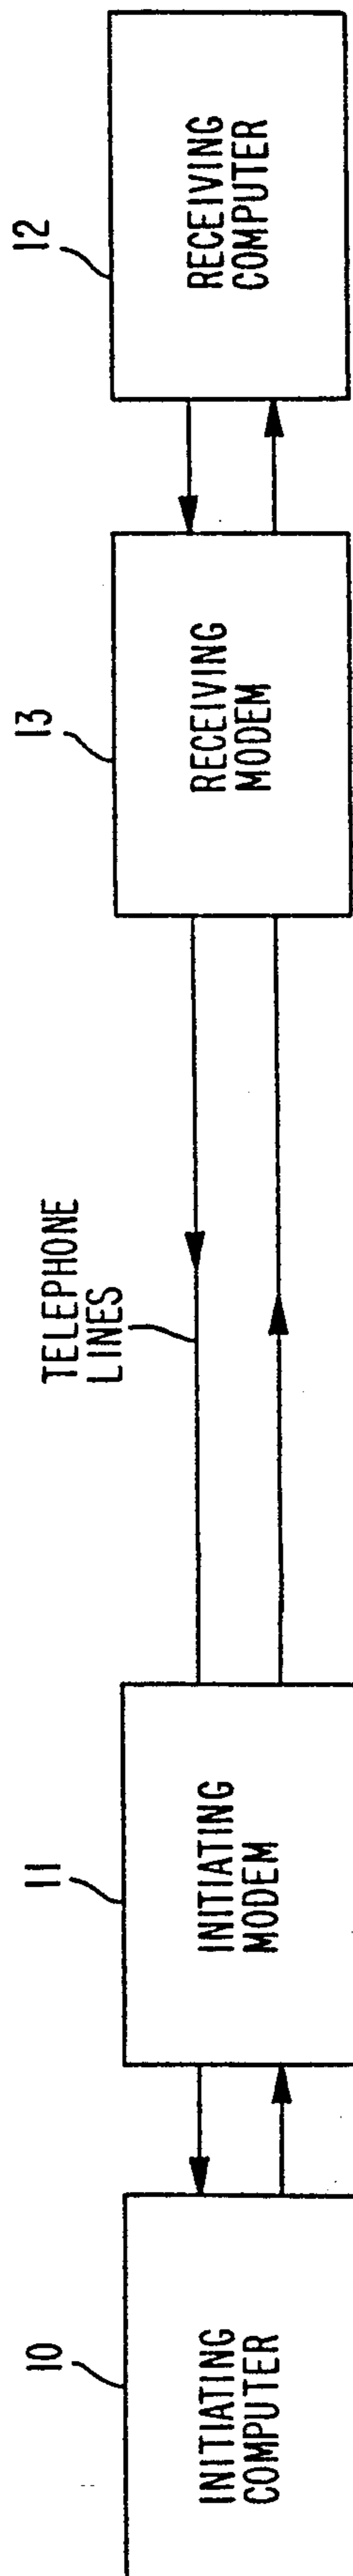 10
INITIATING
COMPUTER
11
INITIATING
MODEM
TELEPHONE
LINES
13
RECEIVING
MODEM
12
RECEIVING
COMPUTER